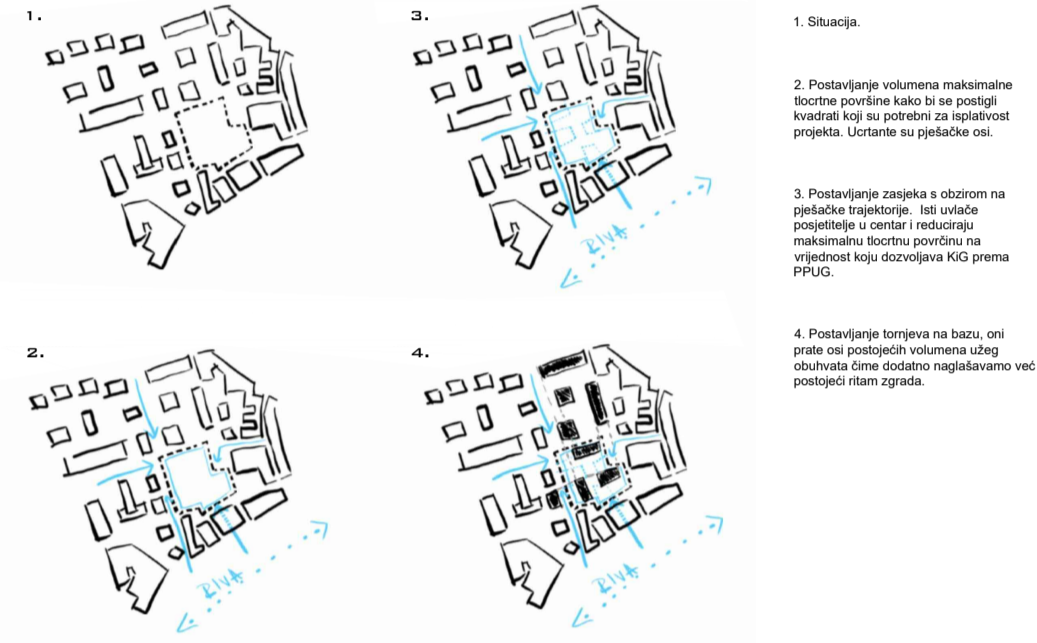 1.
3.
1. Situacija.
2. Postavljanje volumena maksimalne
tlocrtne površine kako bi se postigli
kvadrati koji su potrebni za isplativost
projekta. Ucrtante su pješačke osi.
3. Postavljanje zasjeka s obzirom na
pješačke trajektorije.  Isti uvlače
posjetitelje u centar i reduciraju
maksimalnu tlocrtnu povrčinu na
vrijednost koju dozvoljava KiG prema
PPUG.
RIVA
2.
4.
4. Postavljanje tornjeva na bazu, oni
prate osi postojećih volumena užeg
obuhvata čime dodatno naglašavamo već
postojeći ritam zgrada.
RIVA
RIVA